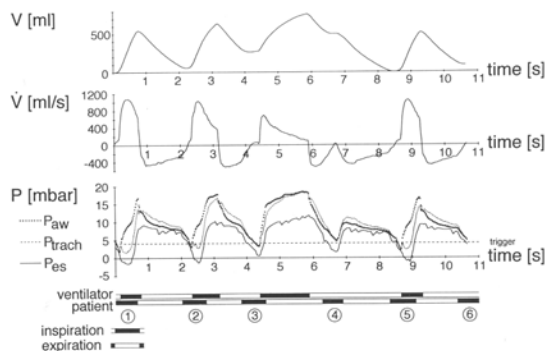 V [ml]
500
1 2 3 4 5 6 7 8 9 10 11
time [s]
V̇ [ml/s]
1200
800
400
-400
1 2 3 4 5 6 7 8 9 10 11
time [s]
P [mbar]
20
15
10
5
0
-5
Paw
Ptrach
Pes
trigger
1 2 3 4 5 6 7 8 9 10 11
time [s]
ventilator
patient
① ② ③ ④ ⑤ ⑥
inspiration
expiration